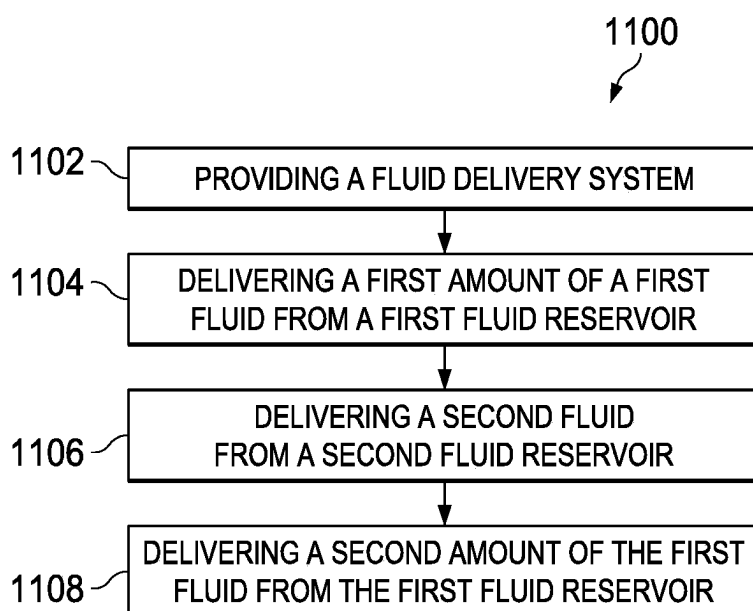 1100
1102
PROVIDING A FLUID DELIVERY SYSTEM
1104
DELIVERING A FIRST AMOUNT OF A FIRST
FLUID FROM A FIRST FLUID RESERVOIR
1106
DELIVERING A SECOND FLUID
FROM A SECOND FLUID RESERVOIR
1108
DELIVERING A SECOND AMOUNT OF THE FIRST
FLUID FROM THE FIRST FLUID RESERVOIR